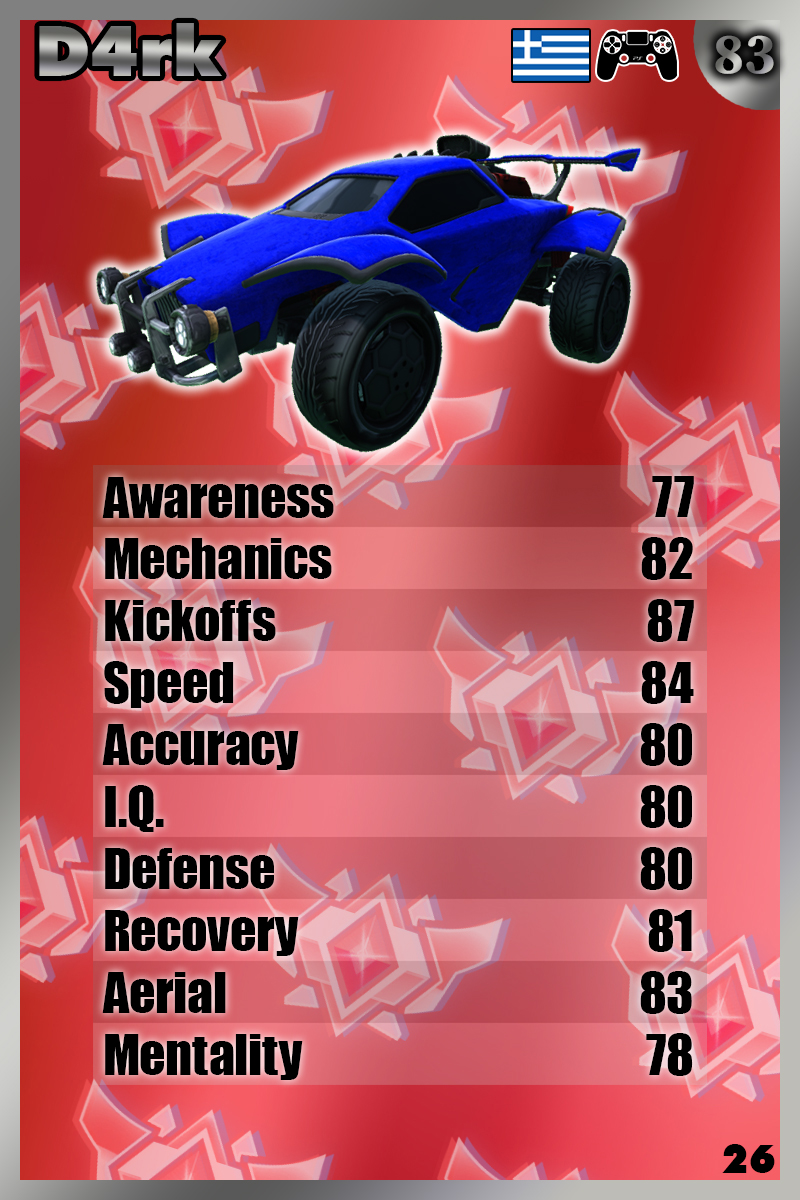 D4rk 83
Awareness 77
Mechanics 82
Kickoffs 87
Speed 84
Accuracy 80
I.Q. 80
Defense 80
Recovery 81
Aerial 83
Mentality 78
26